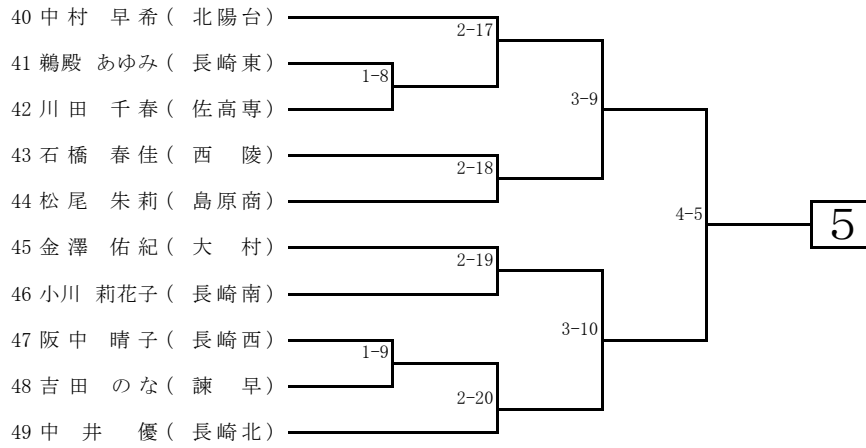 40 中村 早希 ( 北陽台 )
2-17
41 鵜殿 あゆみ ( 長崎東 )
1-8
3-9
42 川田 千春 ( 佐高専 )
43 石橋 春佳 ( 西 陵 )
2-18
44 松尾 朱莉 ( 島原商 )
4-5
5
45 金澤 佑紀 ( 大 村 )
2-19
46 小川 莉花子 ( 長崎南 )
3-10
47 阪中 晴子 ( 長崎西 )
1-9
48 吉田 のな ( 諫 早 )
2-20
49 中井 優 ( 長崎北 )